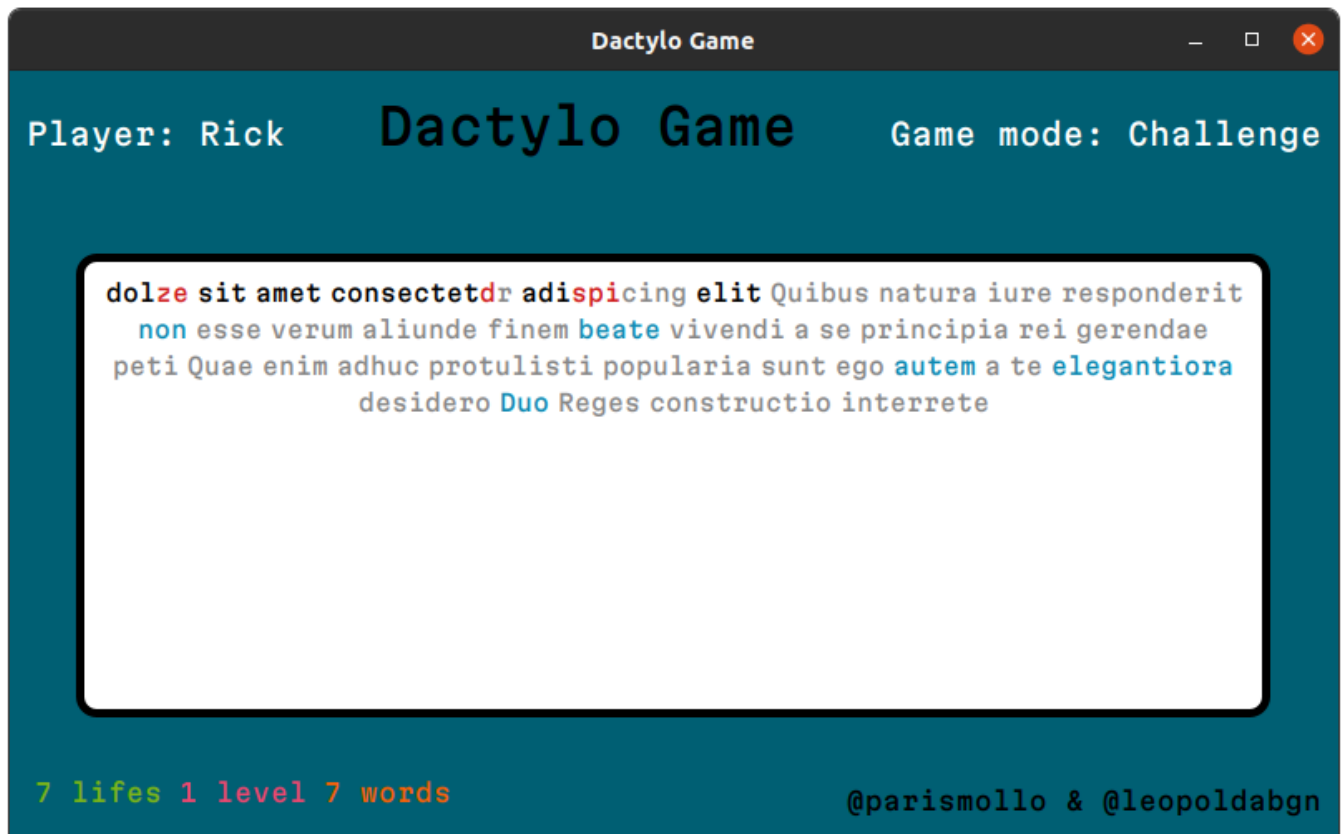 Dactylo Game
Player: Rick Dactylo Game Game mode: Challenge
dolze sit amet consectetdr adispicing elit Quibus natura iure responderit
non esse verum aliunde finem beate vivendi a se principia rei gerendae
peti Quae enim adhuc protulisti popularia sunt ego autem a te elegantiora
desidero Duo Reges constructio interrete
7 lifes 1 level 7 words
@parismollo & @leopoldabgn